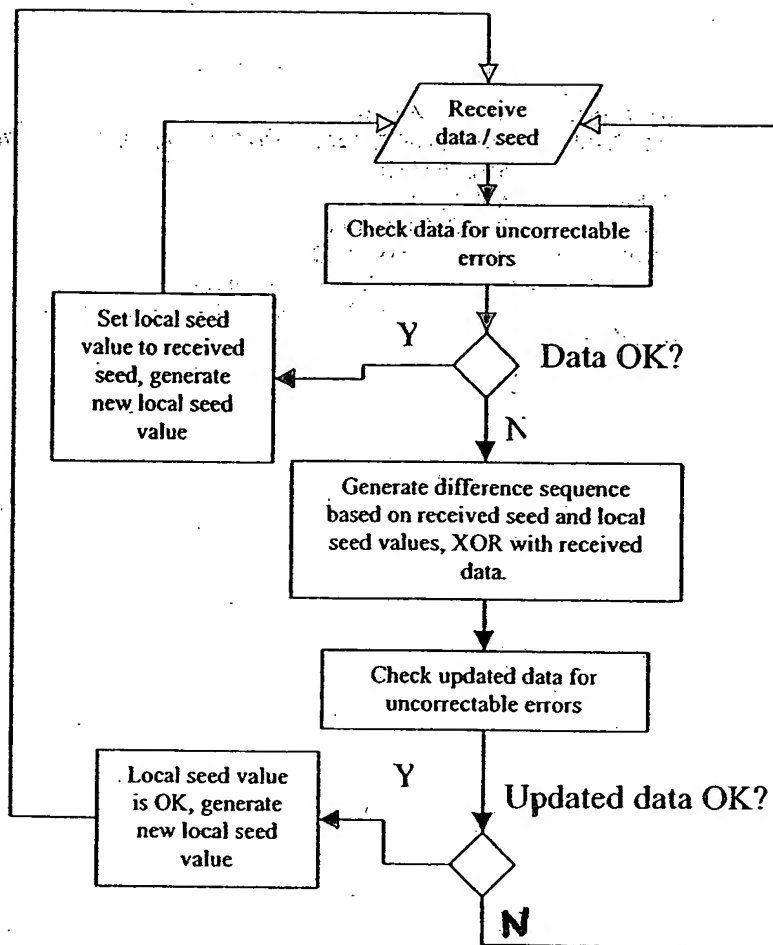 Receive
data / seed
Check data for uncorrectable
errors
Set local seed
value to received
seed, generate
new local seed
value
Y
Data OK?
N
Generate difference sequence
based on received seed and local
seed values, XOR with received
data.
Check updated data for
uncorrectable errors
Local seed value
is OK, generate
new local seed
value
Y
Updated data OK?
N